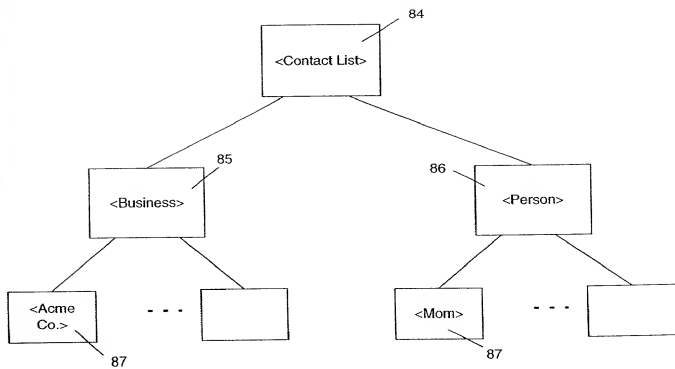 84
<Contact List>
85
<Business>
86
<Person>
<Acme
Co.>
. . .
<Mom>
. . .
87
87